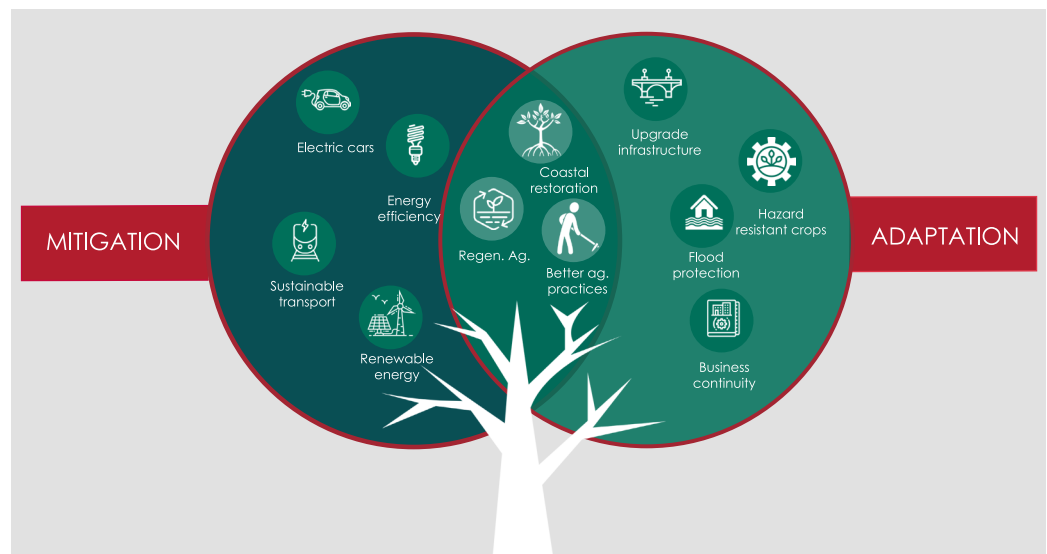 MITIGATION
Electric cars
Energy
efficiency
Sustainable
transport
Renewable
energy
Coastal
restoration
Regen. Ag.
Better ag.
practices
Upgrade
infrastructure
Hazard
resistant crops
Flood
protection
Business
continuity
ADAPTATION